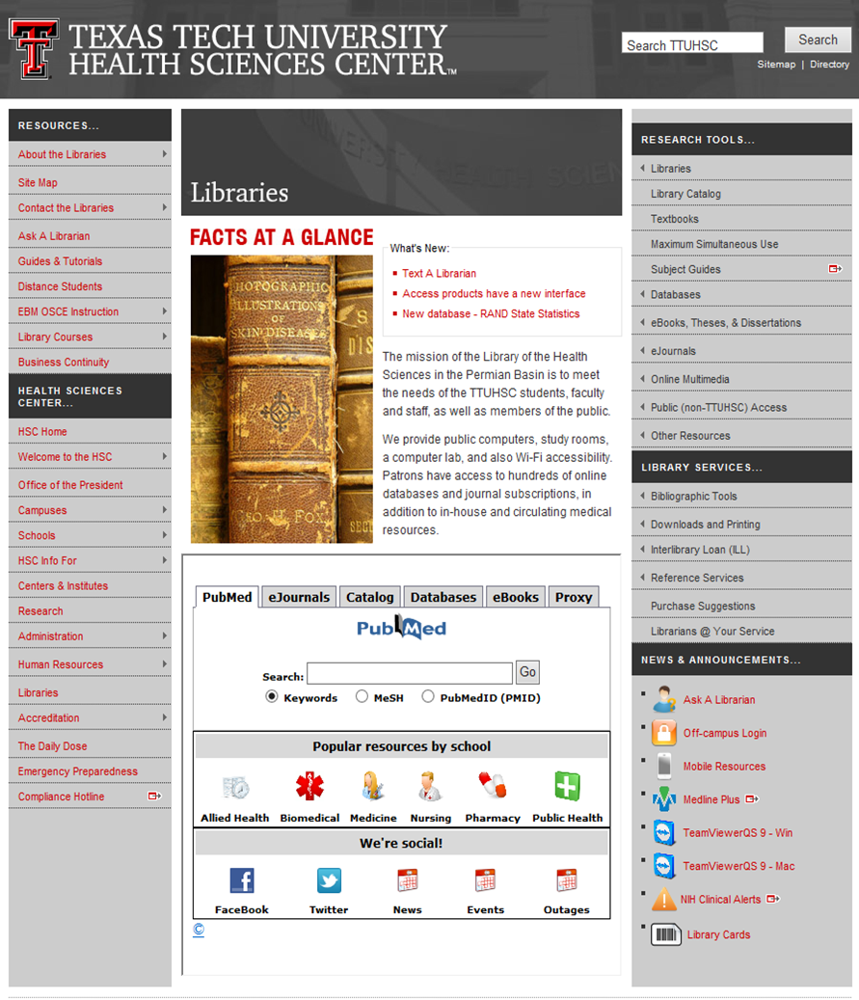 TEXAS TECH UNIVERSITY
HEALTH SCIENCES CENTER™
Search TTUHSC
Search
Sitemap | Directory
RESOURCES...
About the Libraries
Site Map
Contact the Libraries
Ask A Librarian
Guides & Tutorials
Distance Students
EBM OSCE Instruction
Library Courses
Business Continuity
HEALTH SCIENCES
CENTER...
HSC Home
Welcome to the HSC
Office of the President
Campuses
Schools
HSC Info For
Centers & Institutes
Research
Administration
Human Resources
Libraries
Accreditation
The Daily Dose
Emergency Preparedness
Compliance Hotline
Libraries
FACTS AT A GLANCE
PHOTOGRAPHIC
ILLUSTRATIONS
OF
SKIN DISEASES
GEO. H. FOX
What's New:
Text A Librarian
Access products have a new interface
New database - RAND State Statistics
The mission of the Library of the Health
Sciences in the Permian Basin is to meet
the needs of the TTUHSC students, faculty
and staff, as well as members of the public.
We provide public computers, study rooms,
a computer lab, and also Wi-Fi accessibility.
Patrons have access to hundreds of online
databases and journal subscriptions, in
addition to in-house and circulating medical
resources.
PubMed eJournals Catalog Databases eBooks Proxy
PubMed
Search: Go
Keywords MeSH PubMedID (PMID)
Popular resources by school
Allied Health Biomedical Medicine Nursing Pharmacy Public Health
We're social!
FaceBook Twitter News Events Outages
©
RESEARCH TOOLS...
Libraries
Library Catalog
Textbooks
Maximum Simultaneous Use
Subject Guides
Databases
eBooks, Theses, & Dissertations
eJournals
Online Multimedia
Public (non-TTUHSC) Access
Other Resources
LIBRARY SERVICES...
Bibliographic Tools
Downloads and Printing
Interlibrary Loan (ILL)
Reference Services
Purchase Suggestions
Librarians @ Your Service
NEWS & ANNOUNCEMENTS...
Ask A Librarian
Off-campus Login
Mobile Resources
Medline Plus
TeamViewerQS 9 - Win
TeamViewerQS 9 - Mac
NIH Clinical Alerts
Library Cards